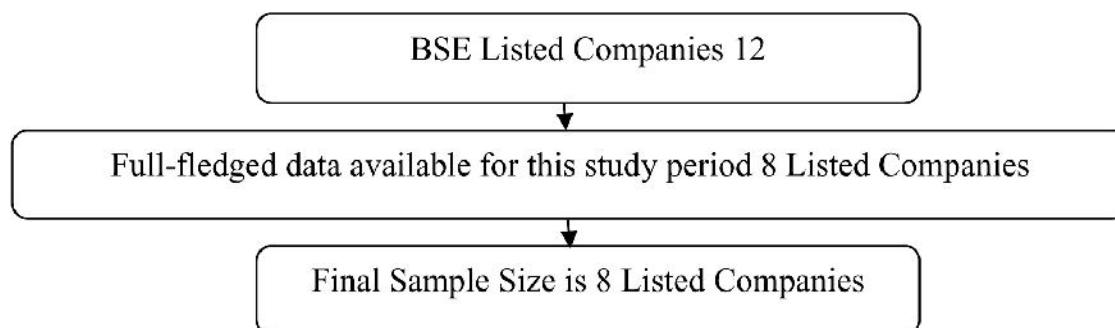 BSE Listed Companies 12
Full-fledged data available for this study period 8 Listed Companies
Final Sample Size is 8 Listed Companies